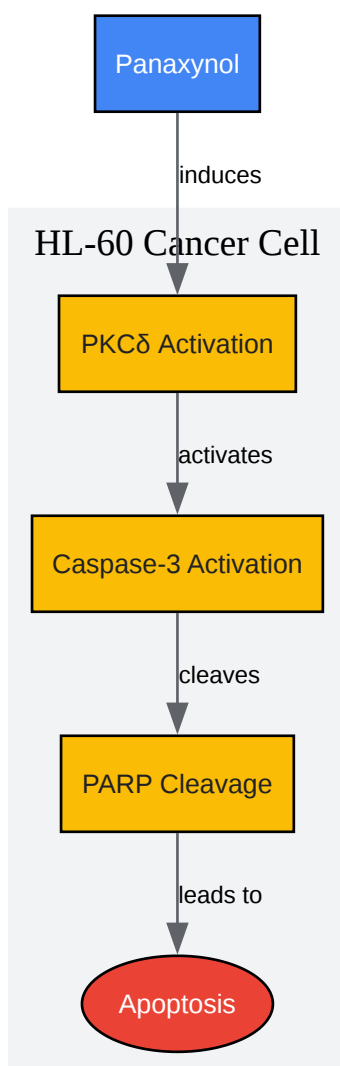 Panaxynol
induces
HL-60 Cancer Cell
PKCδ Activation
activates
Caspase-3 Activation
cleaves
PARP Cleavage
leads to
Apoptosis